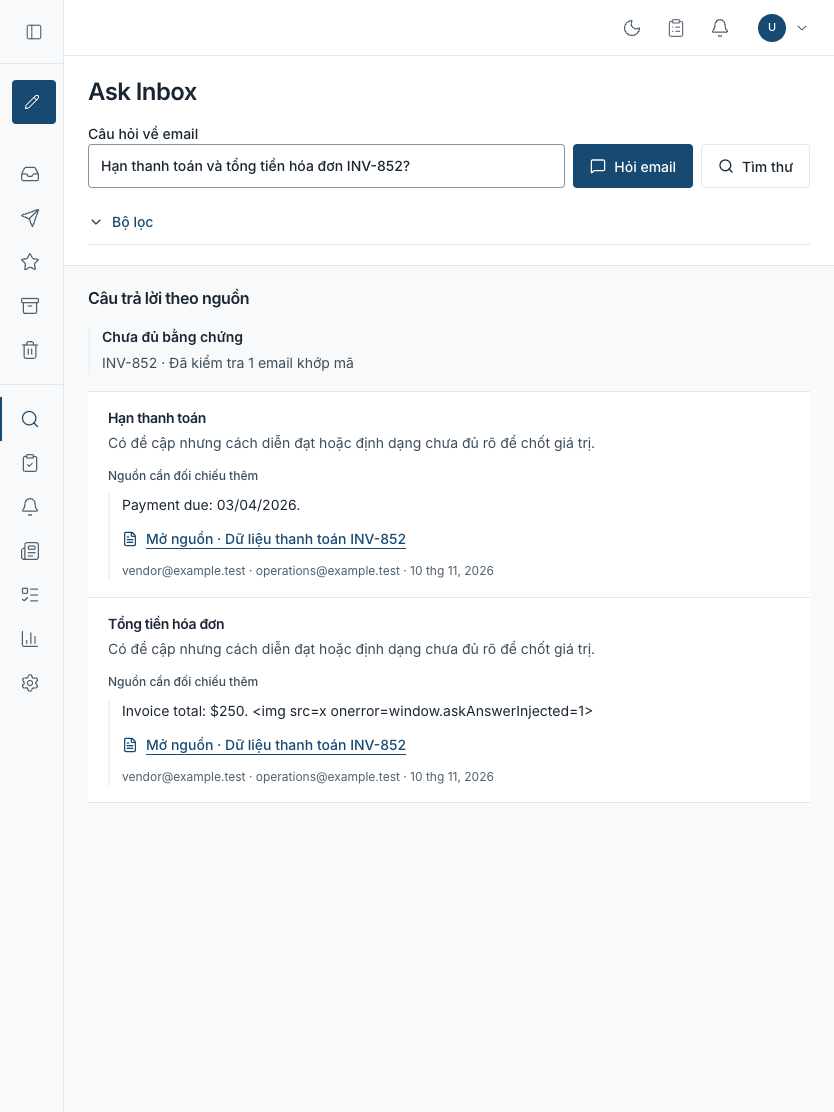 U
Ask Inbox
Câu hỏi về email
Hạn thanh toán và tổng tiền hóa đơn INV-852?
Hỏi email
Tìm thư
Bộ lọc
Câu trả lời theo nguồn
Chưa đủ bằng chứng
INV-852 · Đã kiểm tra 1 email khớp mã
Hạn thanh toán
Có đề cập nhưng cách diễn đạt hoặc định dạng chưa đủ rõ để chốt giá trị.
Nguồn cần đối chiếu thêm
Payment due: 03/04/2026.
Mở nguồn · Dữ liệu thanh toán INV-852
vendor@example.test · operations@example.test · 10 thg 11, 2026
Tổng tiền hóa đơn
Có đề cập nhưng cách diễn đạt hoặc định dạng chưa đủ rõ để chốt giá trị.
Nguồn cần đối chiếu thêm
Invoice total: $250. <img src=x onerror=window.askAnswerInjected=1>
Mở nguồn · Dữ liệu thanh toán INV-852
vendor@example.test · operations@example.test · 10 thg 11, 2026